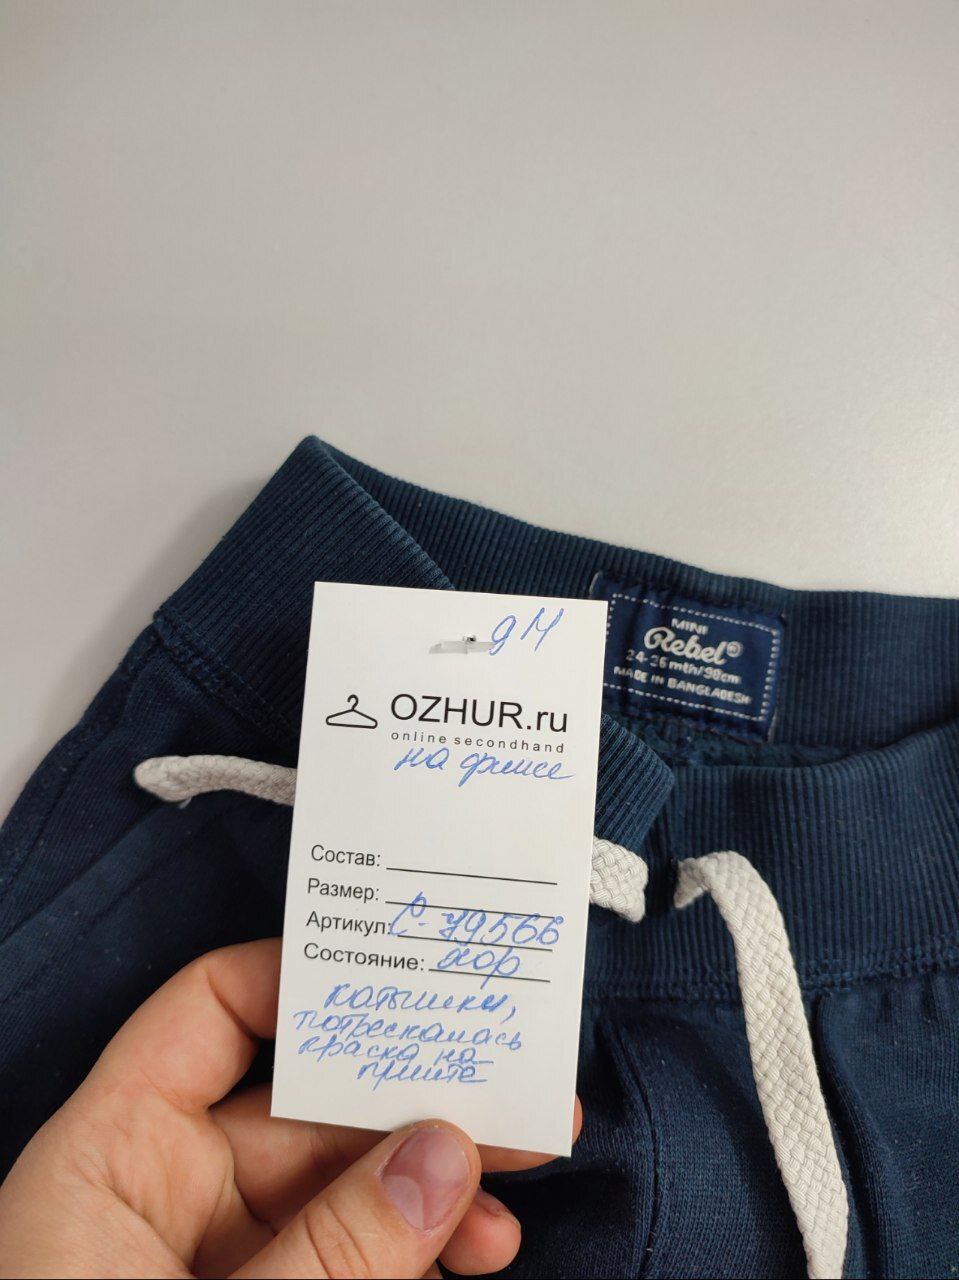 9М
OZHUR.ru
online secondhand
на флисе
Состав:
Размер:
Артикул: С-79566
Состояние: хор
катышки,
потрескалась
краска на
принте
MINI
Rebel®
24-36 mth/98cm
MADE IN BANGLADESH